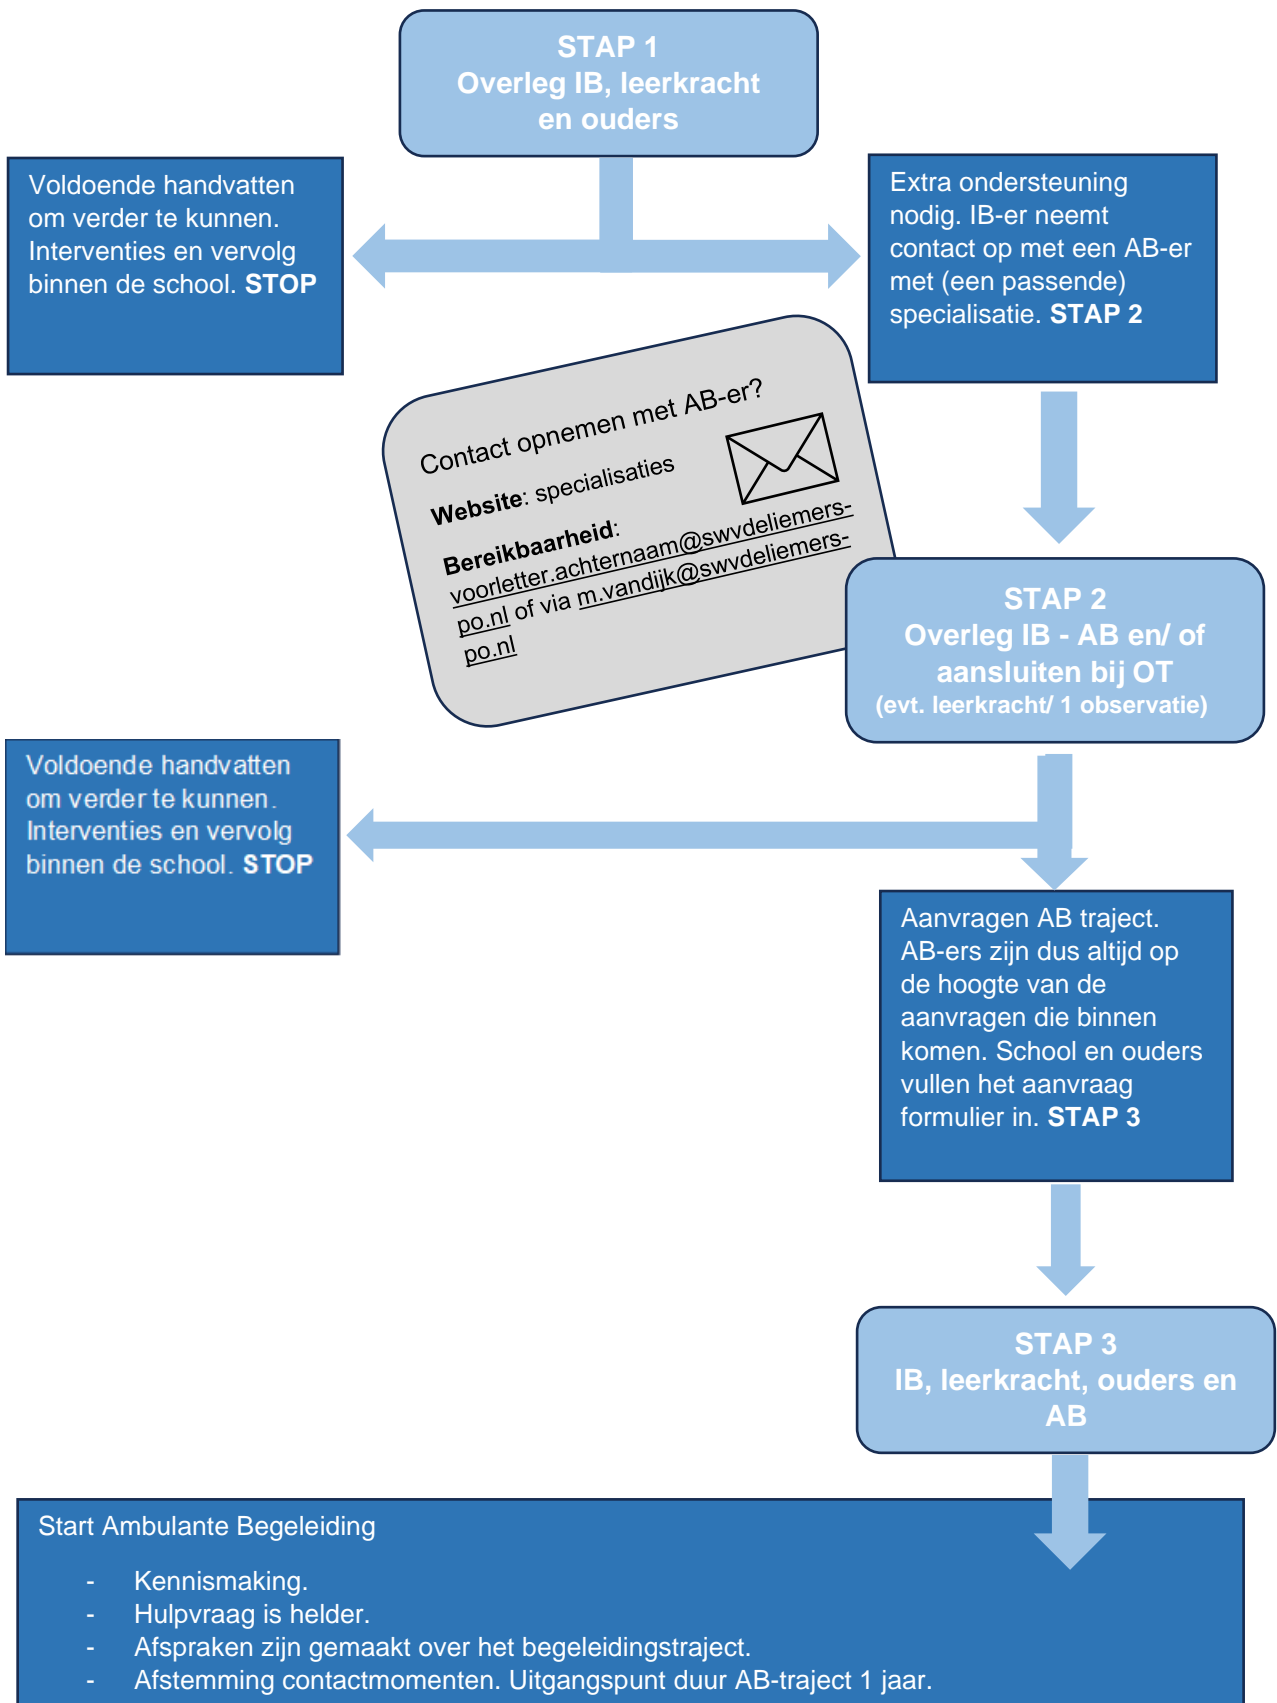 STAP 1
Overleg IB, leerkracht
en ouders
Voldoende handvatten
om verder te kunnen.
Interventies en vervolg
binnen de school. STOP
Extra ondersteuning
nodig. IB-er neemt
contact op met een AB-er
met (een passende)
specialisatie. STAP 2
Contact opnemen met AB-er?
Website: specialisaties
Bereikbaarheid:
voorletter.achternaam@swvdeliemers-
po.nl of via m.vandijk@swvdeliemers-
po.nl
STAP 2
Overleg IB - AB en/ of
aansluiten bij OT
(evt. leerkracht/ 1 observatie)
Voldoende handvatten
om verder te kunnen.
Interventies en vervolg
binnen de school. STOP
Aanvragen AB traject.
AB-ers zijn dus altijd op
de hoogte van de
aanvragen die binnen
komen. School en ouders
vullen het aanvraag
formulier in. STAP 3
STAP 3
IB, leerkracht, ouders en
AB
Start Ambulante Begeleiding
- Kennismaking.
- Hulpvraag is helder.
- Afspraken zijn gemaakt over het begeleidingstraject.
- Afstemming contactmomenten. Uitgangspunt duur AB-traject 1 jaar.